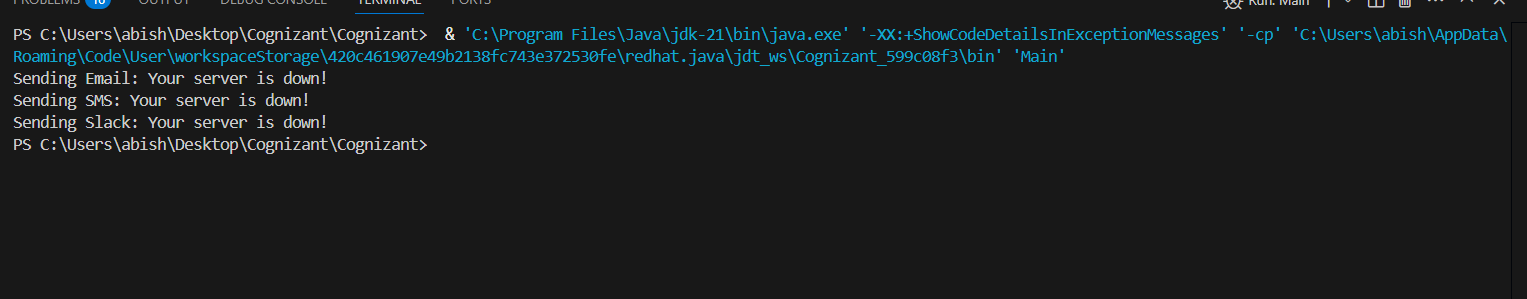 PROBLEMS 16 OUTPUT DEBUG CONSOLE TERMINAL PORTS Run: Main
PS C:\Users\abish\Desktop\Cognizant\Cognizant>  & 'C:\Program Files\Java\jdk-21\bin\java.exe' '-XX:+ShowCodeDetailsInExceptionMessages' '-cp' 'C:\Users\abish\AppData\
Roaming\Code\User\workspaceStorage\420c461907e49b2138fc743e372530fe\redhat.java\jdt_ws\Cognizant_599c08f3\bin' 'Main'
Sending Email: Your server is down!
Sending SMS: Your server is down!
Sending Slack: Your server is down!
PS C:\Users\abish\Desktop\Cognizant\Cognizant>